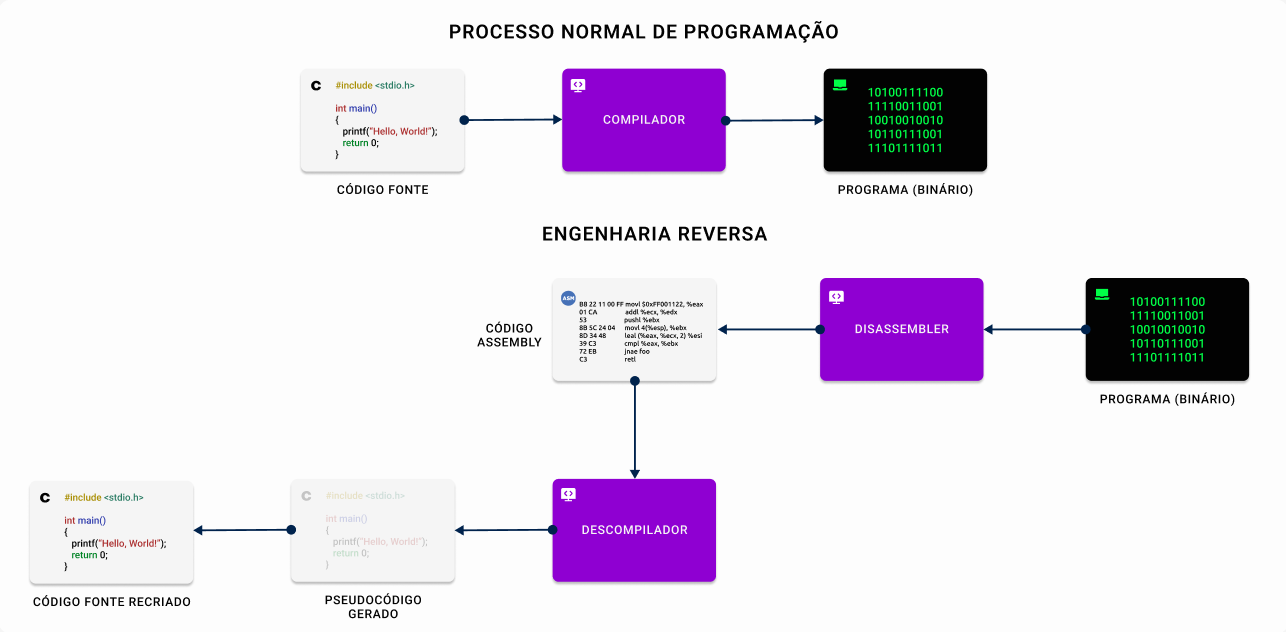 PROCESSO NORMAL DE PROGRAMAÇÃO
C
#include <stdio.h>
int main()
{
printf("Hello, World!");
return 0;
}
CÓDIGO FONTE
COMPILADOR
10100111100
11110011001
10010010010
10110111001
11101111011
PROGRAMA (BINÁRIO)
ENGENHARIA REVERSA
10100111100
11110011001
10010010010
10110111001
11101111011
PROGRAMA (BINÁRIO)
DISASSEMBLER
CÓDIGO
ASSEMBLY
ASM
B8 22 11 00 FF movl $0xFF001122, %eax
01 CA addl %ecx, %edx
53 pushl %ebx
8B 5C 24 04 movl 4(%esp), %ebx
8D 34 48 leal (%eax, %ecx, 2) %esi
39 C3 cmpl %eax, %ebx
72 EB jnae foo
C3 retl
DESCOMPILADOR
C
#include <stdio.h>
int main()
{
printf("Hello, World!");
return 0;
}
PSEUDOCÓDIGO
GERADO
C
#include <stdio.h>
int main()
{
printf("Hello, World!");
return 0;
}
CÓDIGO FONTE RECRIADO